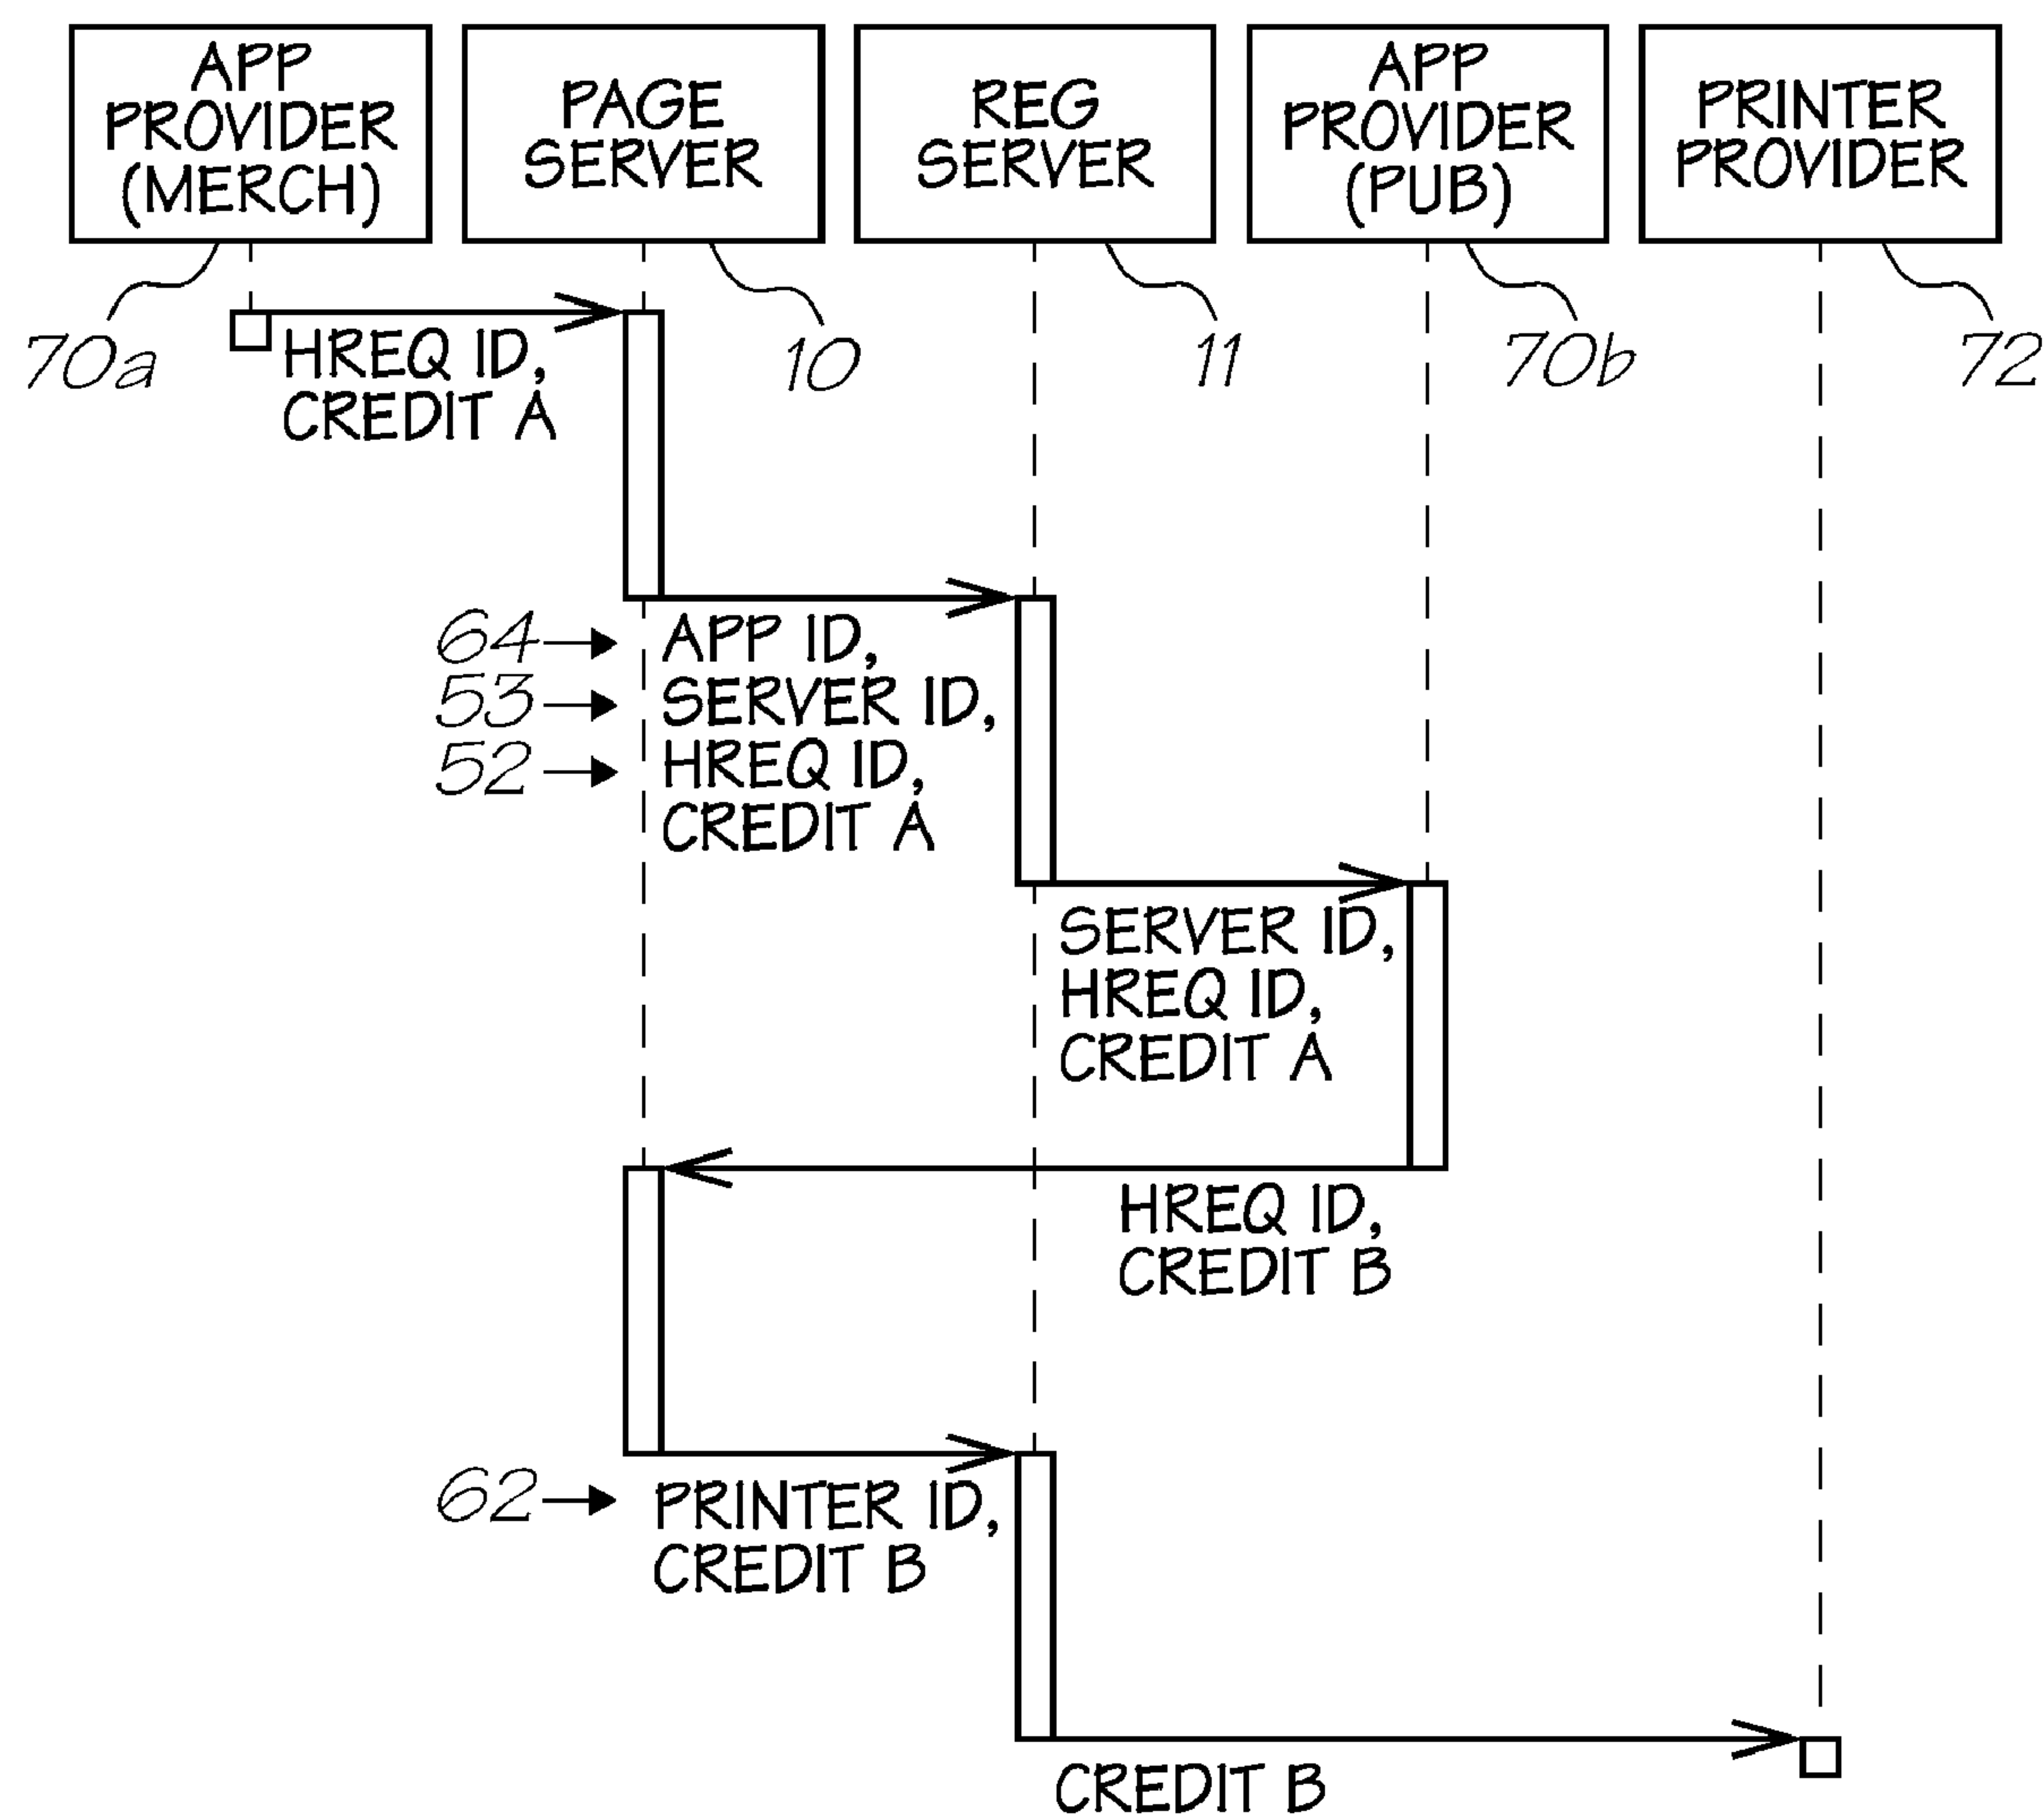 APP
PROVIDER
(MERCH)
PAGE
SERVER
REG
SERVER
APP
PROVIDER
(PUB)
PRINTER
PROVIDER
70a
10
11
70b
72
HREQ ID,
CREDIT A
64
APP ID,
53
SERVER ID,
52
HREQ ID,
CREDIT A
SERVER ID,
HREQ ID,
CREDIT A
HREQ ID,
CREDIT B
62
PRINTER ID,
CREDIT B
CREDIT B